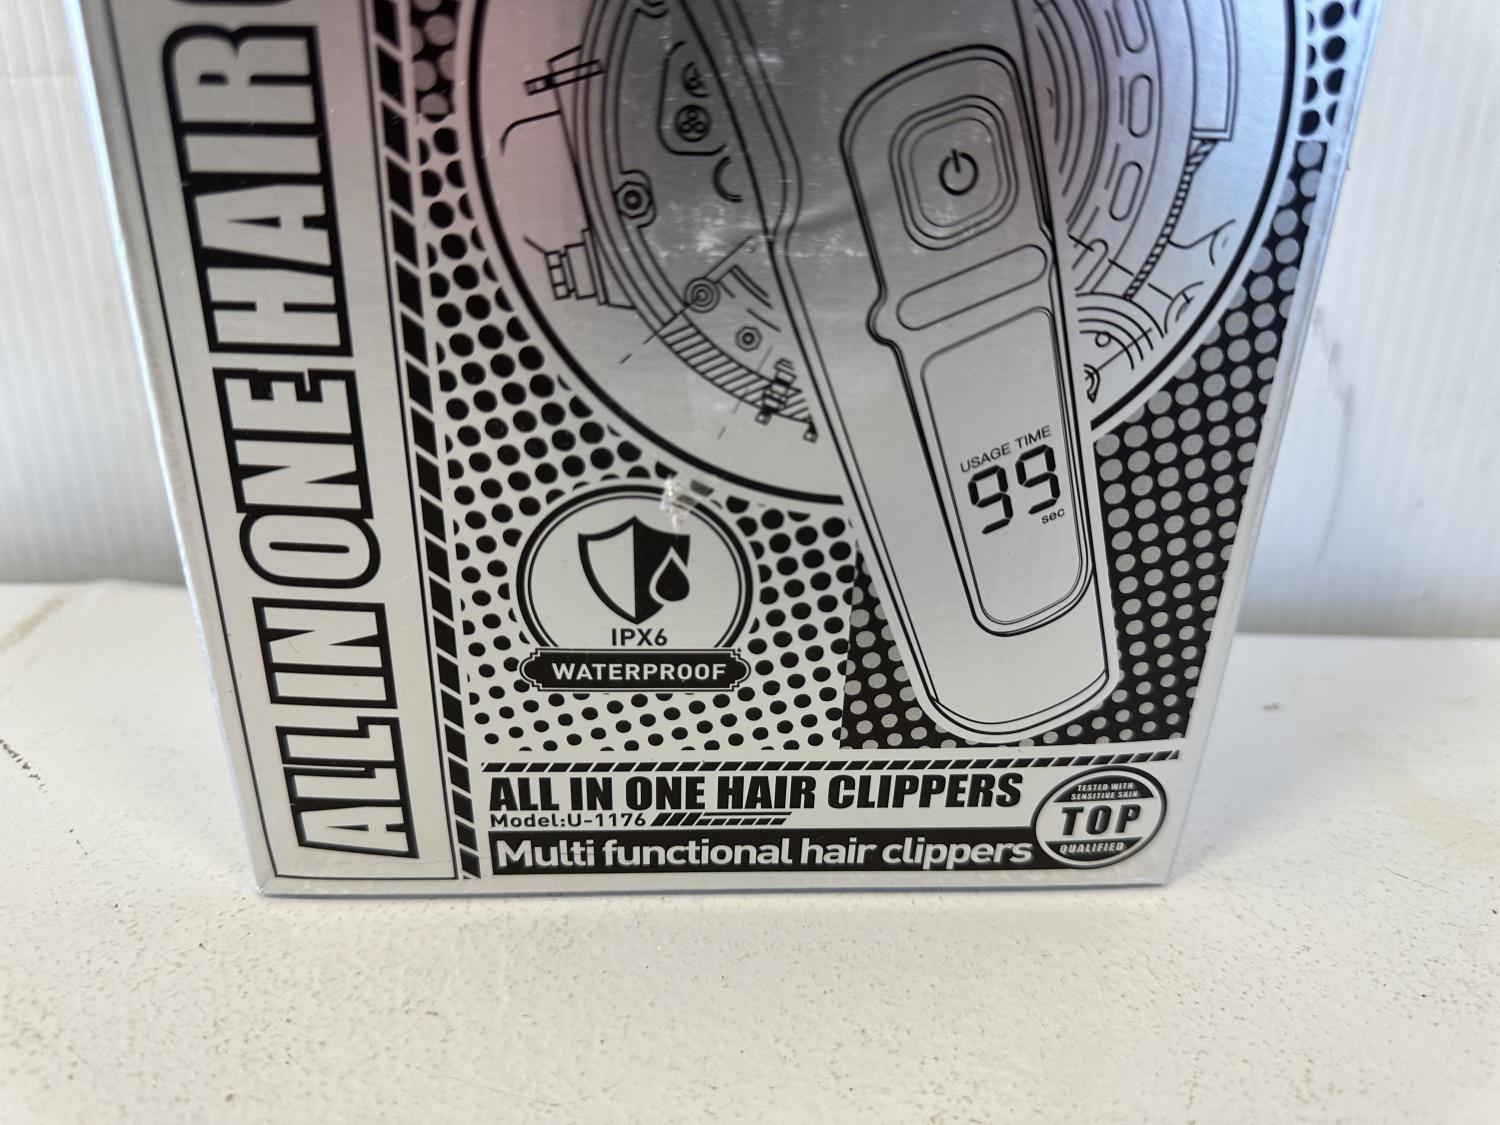 ALL IN ONE HAIR
USAGE TIME
99
sec
IPX6
WATERPROOF
ALL IN ONE HAIR CLIPPERS
Model:U-1176
Multi functional hair clippers
TESTED WITH
SENSITIVE SKIN
TOP
QUALIFIED